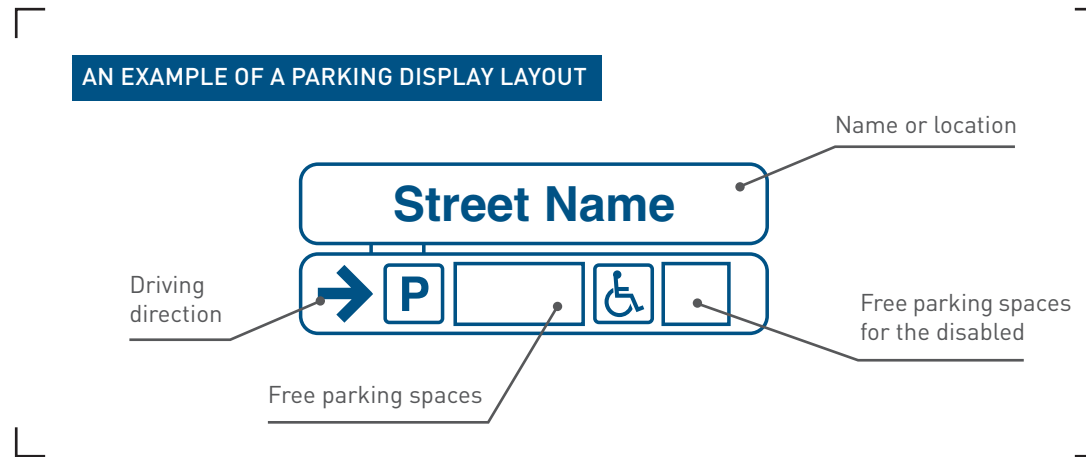 AN EXAMPLE OF A PARKING DISPLAY LAYOUT
Name or location
Street Name
Driving
direction
P
Free parking spaces
for the disabled
Free parking spaces